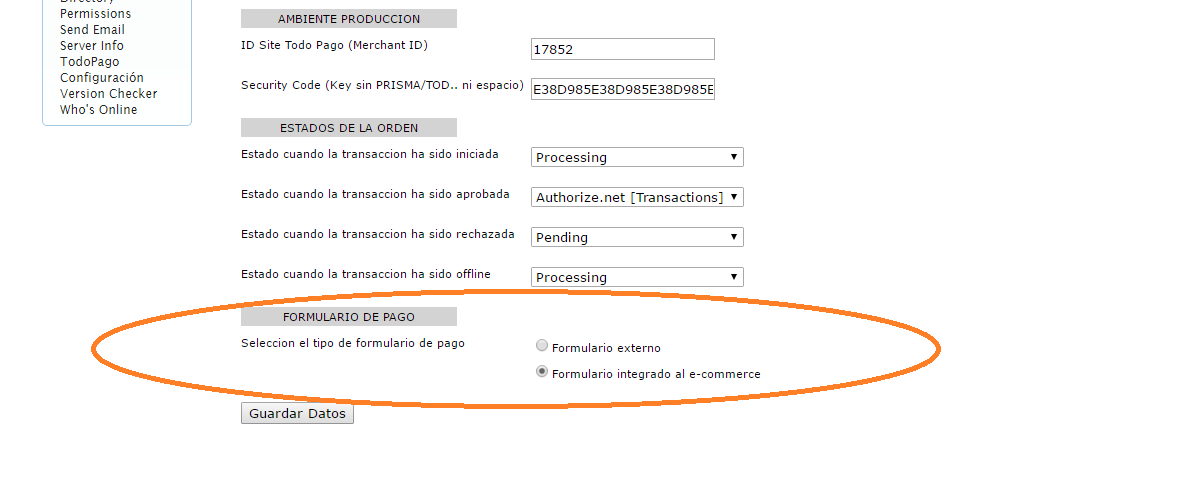 Directory
Permissions
Send Email
Server Info
TodoPago
Configuración
Version Checker
Who's Online
AMBIENTE PRODUCCION
ID Site Todo Pago (Merchant ID)
17852
Security Code (Key sin PRISMA/TOD.. ni espacio)
E38D985E38D985E38D985E
ESTADOS DE LA ORDEN
Estado cuando la transaccion ha sido iniciada
Processing
Estado cuando la transaccion ha sido aprobada
Authorize.net [Transactions]
Estado cuando la transaccion ha sido rechazada
Pending
Estado cuando la transaccion ha sido offline
Processing
FORMULARIO DE PAGO
Seleccion el tipo de formulario de pago
Formulario externo
Formulario integrado al e-commerce
Guardar Datos